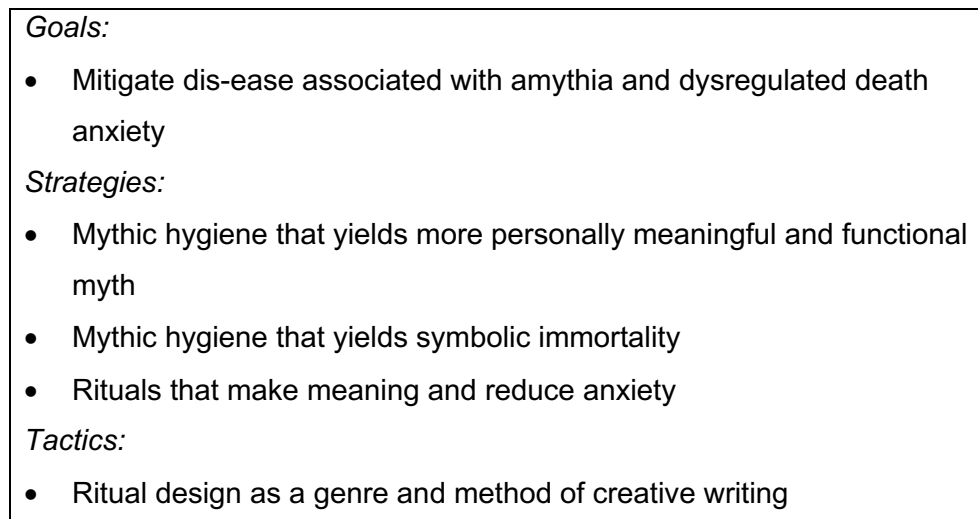 Goals:
• Mitigate dis-ease associated with amythia and dysregulated death
anxiety
Strategies:
• Mythic hygiene that yields more personally meaningful and functional
myth
• Mythic hygiene that yields symbolic immortality
• Rituals that make meaning and reduce anxiety
Tactics:
• Ritual design as a genre and method of creative writing